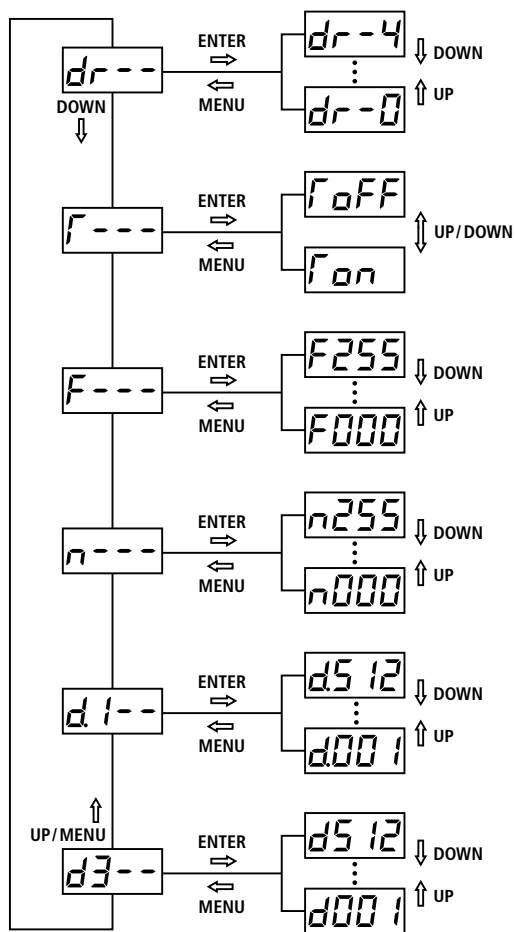 dr--
DOWN
ENTER
MENU
dr-4
dr-0
DOWN
UP
Γ---
ENTER
MENU
ΓoFF
Γon
UP/DOWN
F---
ENTER
MENU
F255
F000
DOWN
UP
n---
ENTER
MENU
n255
n000
DOWN
UP
d.1--
ENTER
MENU
d.512
d.001
DOWN
UP
UP/MENU
d3--
ENTER
MENU
d512
d001
DOWN
UP